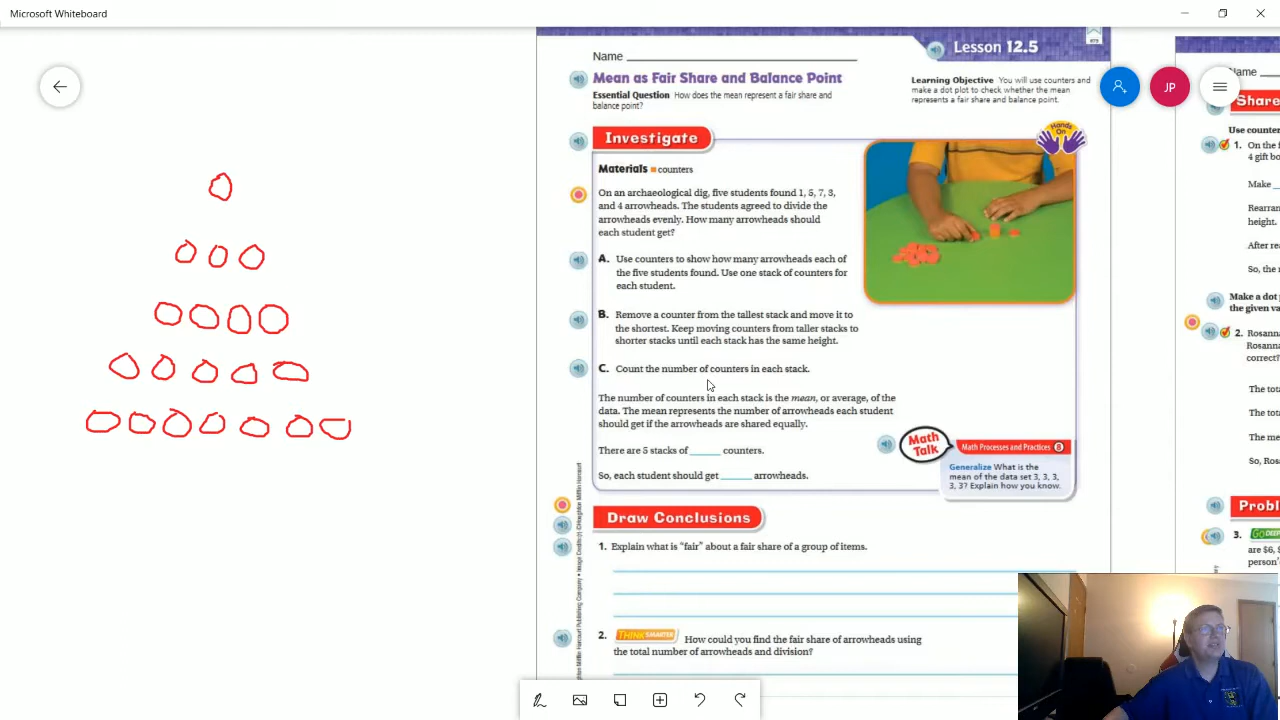 Microsoft Whiteboard
Lesson 12.5
Name
Mean as Fair Share and Balance Point
Essential Question How does the mean represent a fair share and
balance point?
Learning Objective You will use counters and
make a dot plot to check whether the mean
represents a fair share and balance point.
JP
Investigate
Hands On
Materials ■ counters
On an archaeological dig, five students found 1, 5, 7, 3,
and 4 arrowheads. The students agreed to divide the
arrowheads evenly. How many arrowheads should
each student get?
A. Use counters to show how many arrowheads each of
the five students found. Use one stack of counters for
each student.
B. Remove a counter from the tallest stack and move it to
the shortest. Keep moving counters from taller stacks to
shorter stacks until each stack has the same height.
C. Count the number of counters in each stack.
The number of counters in each stack is the mean, or average, of the
data. The mean represents the number of arrowheads each student
should get if the arrowheads are shared equally.
There are 5 stacks of ______ counters.
So, each student should get ______ arrowheads.
Math
Talk
Math Processes and Practices 8
Generalize What is the
mean of the data set 3, 3, 3,
3, 3? Explain how you know.
Draw Conclusions
1. Explain what is "fair" about a fair share of a group of items.
2. THINK SMARTER How could you find the fair share of arrowheads using
the total number of arrowheads and division?
ame
Share
Use counter
1. On the f
4 gift bo
Make
Rearran
height.
After re
So, the
Make a dot
the given va
2. Rosann
Rosann
correct?
The tota
The tota
The me
So, Ros
Probl
3. GO DEEP
are $6, $
person'